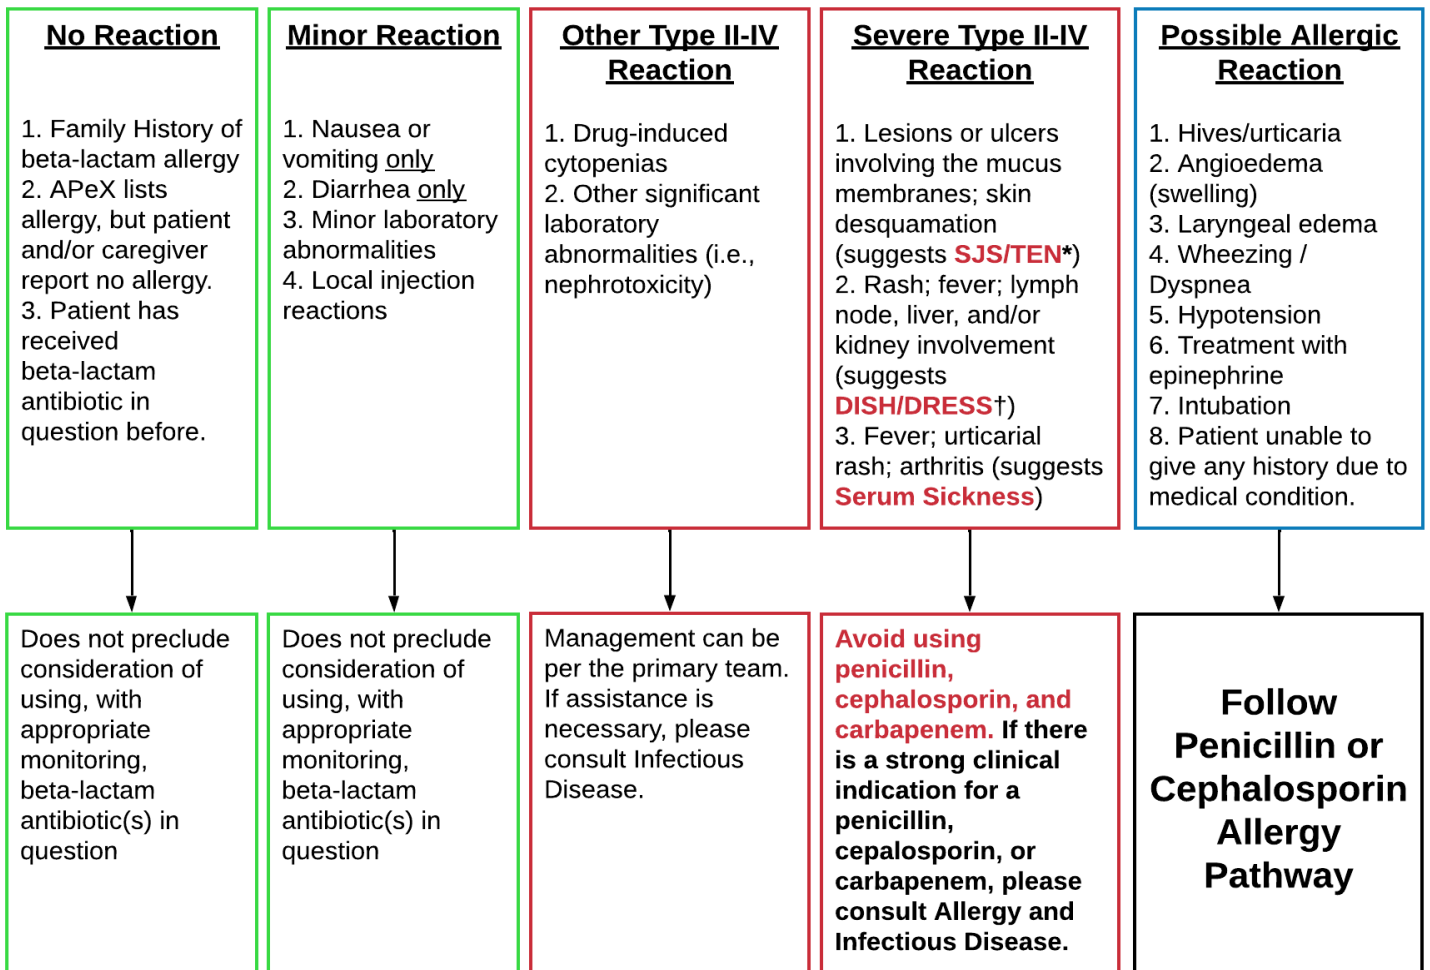 No Reaction
1. Family History of
beta-lactam allergy
2. APeX lists
allergy, but patient
and/or caregiver
report no allergy.
3. Patient has
received
beta-lactam
antibiotic in
question before.
Minor Reaction
1. Nausea or
vomiting only
2. Diarrhea only
3. Minor laboratory
abnormalities
4. Local injection
reactions
Other Type II-IV
Reaction
1. Drug-induced
cytopenias
2. Other significant
laboratory
abnormalities (i.e.,
nephrotoxicity)
Severe Type II-IV
Reaction
1. Lesions or ulcers
involving the mucus
membranes; skin
desquamation
(suggests SJS/TEN*)
2. Rash; fever; lymph
node, liver, and/or
kidney involvement
(suggests
DISH/DRESS†)
3. Fever; urticarial
rash; arthritis (suggests
Serum Sickness)
Possible Allergic
Reaction
1. Hives/urticaria
2. Angioedema
(swelling)
3. Laryngeal edema
4. Wheezing /
Dyspnea
5. Hypotension
6. Treatment with
epinephrine
7. Intubation
8. Patient unable to
give any history due to
medical condition.
Does not preclude
consideration of
using, with
appropriate
monitoring,
beta-lactam
antibiotic(s) in
question
Does not preclude
consideration of
using, with
appropriate
monitoring,
beta-lactam
antibiotic(s) in
question
Management can be
per the primary team.
If assistance is
necessary, please
consult Infectious
Disease.
Avoid using
penicillin,
cephalosporin, and
carbapenem. If there
is a strong clinical
indication for a
penicillin,
cepalosporin, or
carbapenem, please
consult Allergy and
Infectious Disease.
Follow
Penicillin or
Cephalosporin
Allergy
Pathway